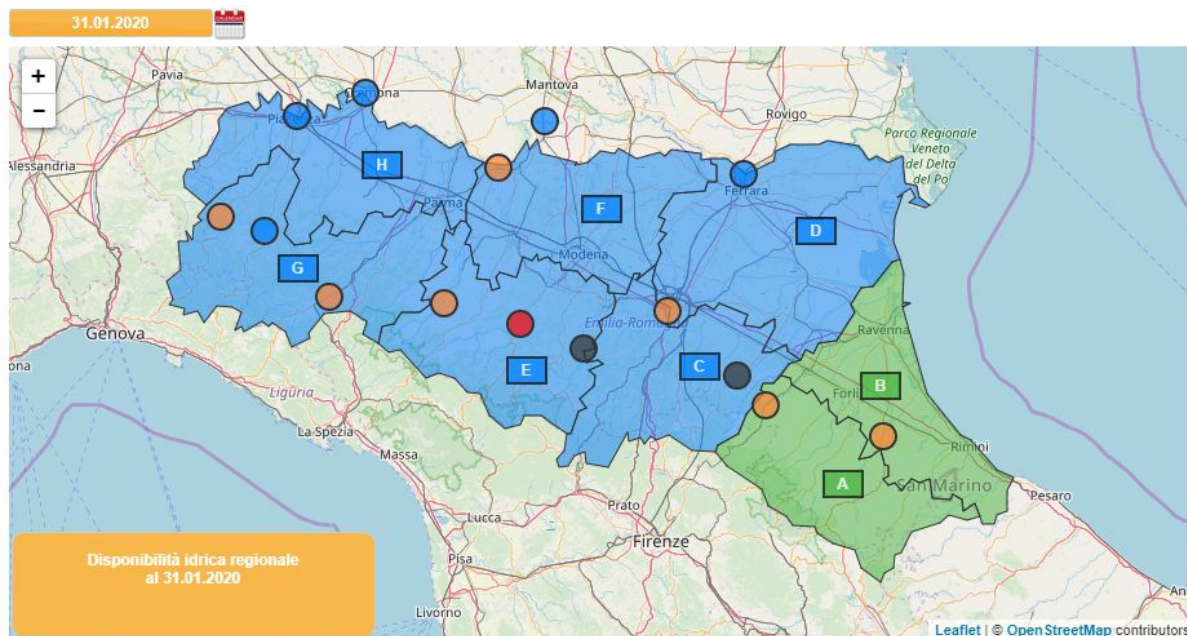 31.01.2020
CALENDAR
+
−
Pavia
Cremona
Mantova
Rovigo
Piacenza
Alessandria
Parco Regionale
Veneto
del Delta
del Po
H
Ferrara
Parma
F
D
Modena
G
Genova
Emilia-Romagna
Ravenna
E
C
B
Forlì
Liguria
La Spezia
Massa
Rimini
A
San Marino
Pesaro
Lucca
Prato
Firenze
Pisa
Livorno
Disponibilità idrica regionale
al 31.01.2020
Leaflet | © OpenStreetMap contributors